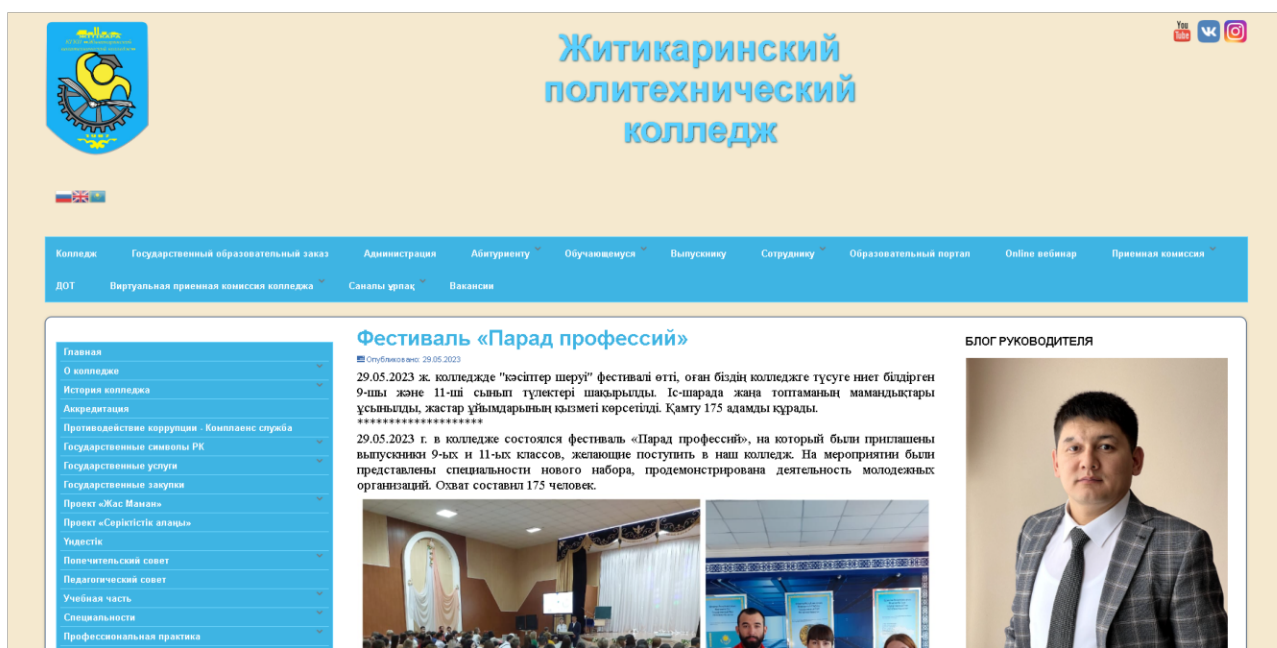 You
Tube
Житикаринский
политехнический
колледж
Колледж Государственный образовательный заказ Администрация Абитуриенту Обучающемуся Выпускнику Сотруднику Образовательный портал Online вебинар Приемная комиссия
ДОТ Виртуальная приемная комиссия колледжа Саналы ұрпақ Вакансии
Главная
О колледже
История колледжа
Аккредитация
Противодействие коррупции - Комплаенс служба
Государственные символы РК
Государственные услуги
Государственные закупки
Проект «Жас Маман»
Проект «Серіктістік алаңы»
Үндестік
Попечительский совет
Педагогический совет
Учебная часть
Специальности
Профессиональная практика
Фестиваль «Парад профессий»
Опубликовано: 29.05.2023
29.05.2023 ж. колледжде "кәсіптер шеруі" фестивалі өтті, оған біздің колледжге түсуге ниет білдірген
9-шы және 11-ші сынып түлектері шақырылды. Іс-шарада жаңа топтаманың мамандықтары
ұсынылды, жастар ұйымдарының қызметі көрсетілді. Қамту 175 адамды құрады.
********************
29.05.2023 г. в колледже состоялся фестиваль «Парад профессий», на который были приглашены
выпускники 9-ых и 11-ых классов, желающие поступить в наш колледж. На мероприятии были
представлены специальности нового набора, продемонстрирована деятельность молодежных
организаций. Охват составил 175 человек.
БЛОГ РУКОВОДИТЕЛЯ